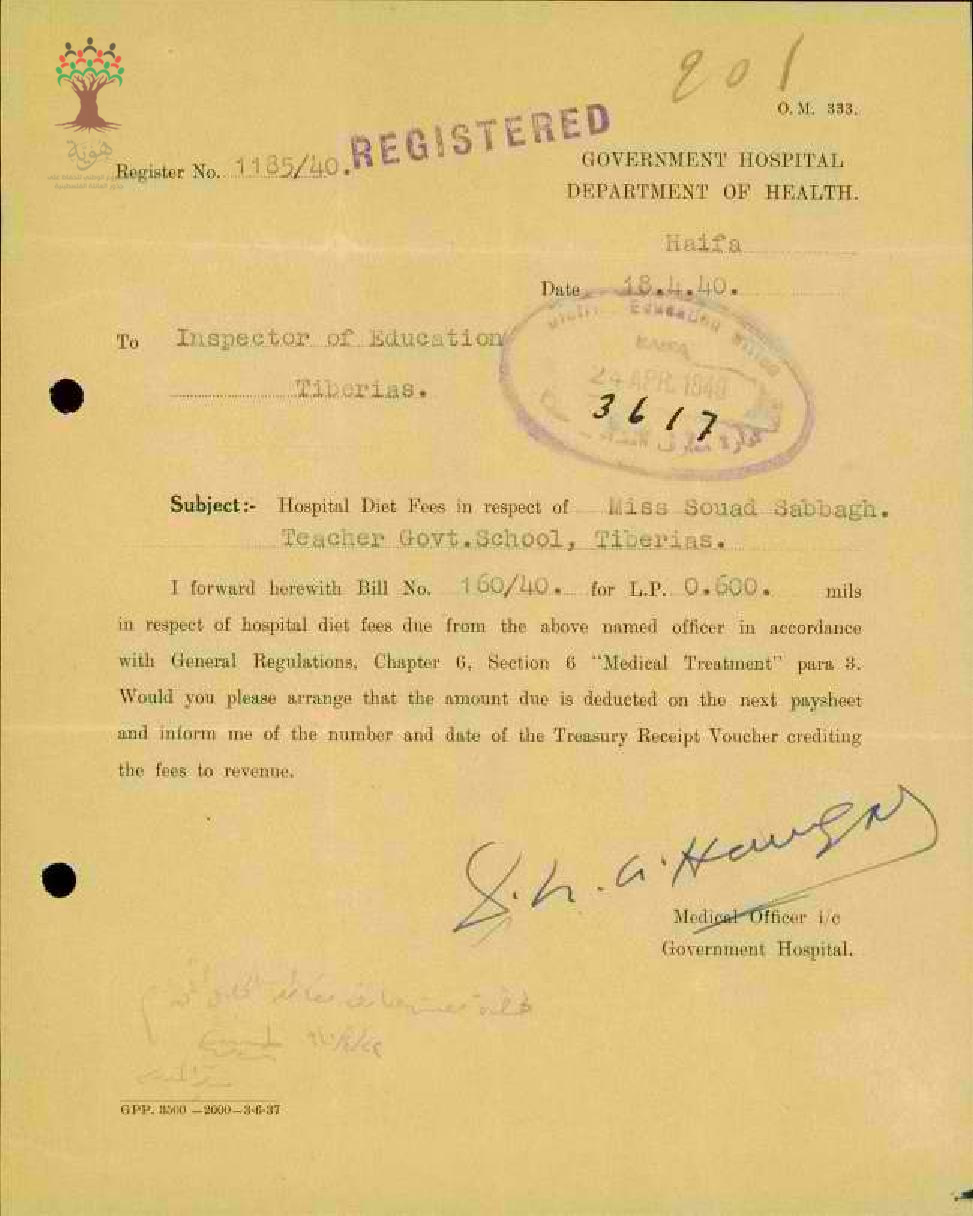 201
O. M. 333.
هوية
REGISTERED
Register No. 1185/40.
GOVERNMENT HOSPITAL
DEPARTMENT OF HEALTH.
Haifa
Date 18.4.40.
To Inspector of Education
Tiberias.
Education Office
HAIFA
24 APR. 1940
3617
Subject:- Hospital Diet Fees in respect of Miss Souad Sabbagh.
Teacher Govt.School, Tiberias.
I forward herewith Bill No. 160/40. for L.P. 0.600. mils
in respect of hospital diet fees due from the above named officer in accordance
with General Regulations, Chapter 6, Section 6 "Medical Treatment" para 3.
Would you please arrange that the amount due is deducted on the next paysheet
and inform me of the number and date of the Treasury Receipt Voucher crediting
the fees to revenue.
Medical Officer i/c
Government Hospital.
GPP. 3500 —2000—3-6-37